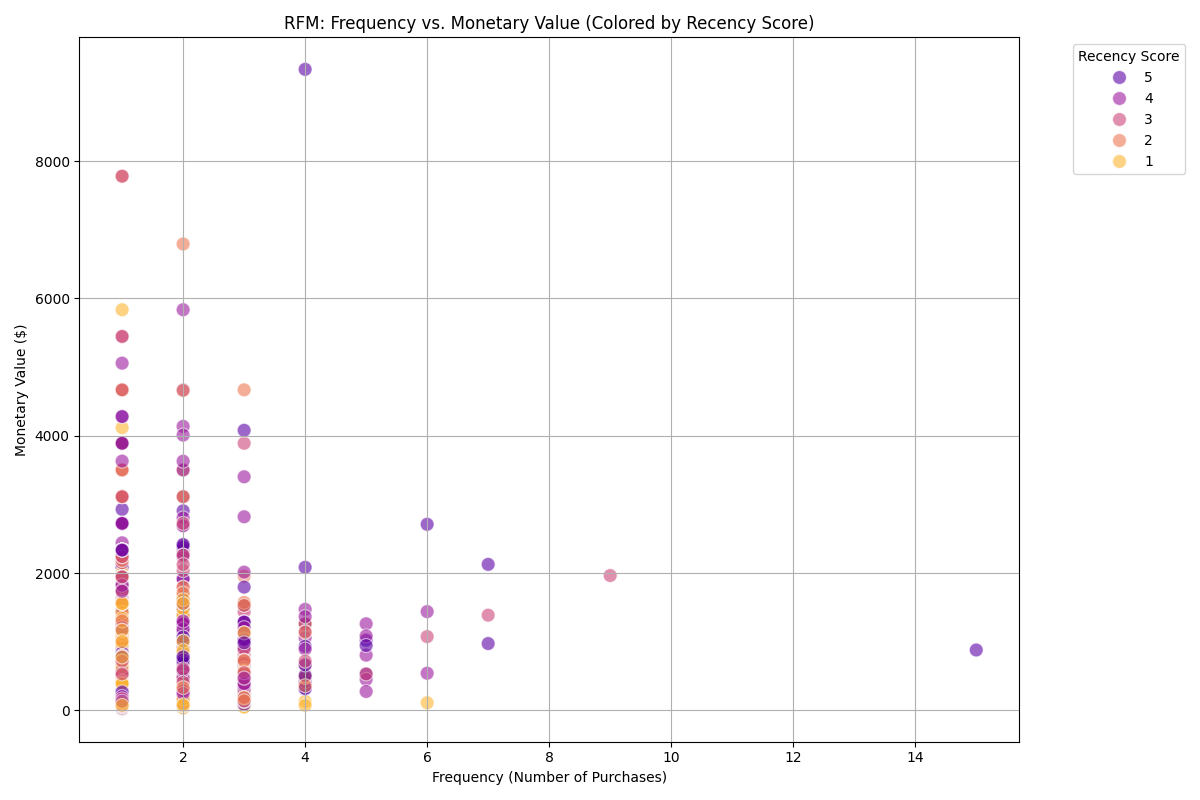 RFM: Frequency vs. Monetary Value (Colored by Recency Score)
Recency Score
5
4
3
2
1
Monetary Value ($)
8000
6000
4000
2000
0
2 4 6 8 10 12 14
Frequency (Number of Purchases)